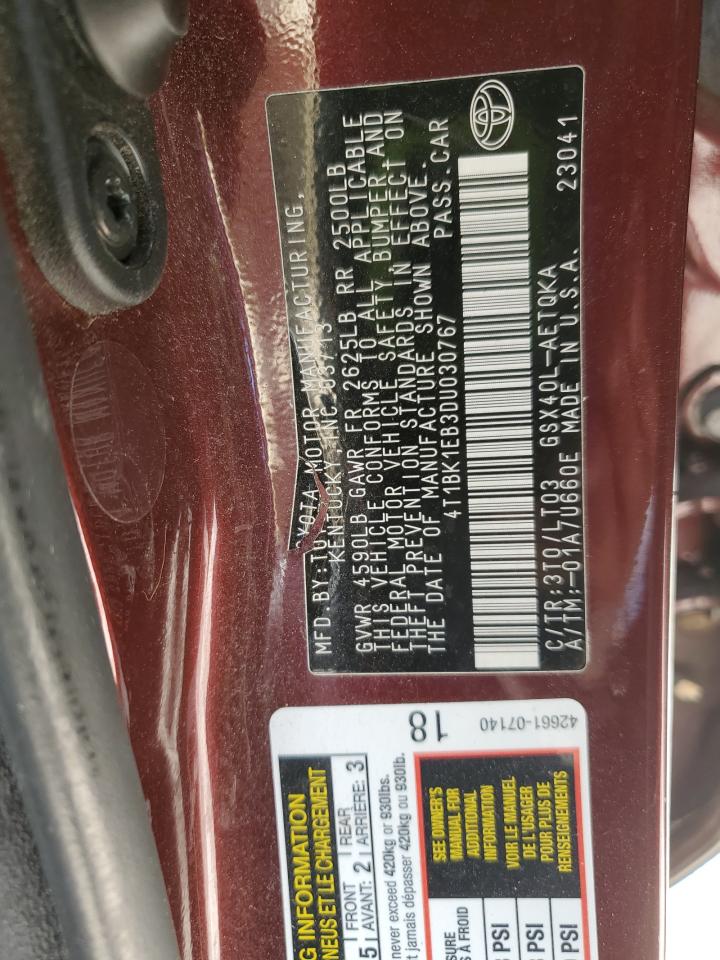 MFD.BY:TOYOTA MOTOR MANUFACTURING,
KENTUCKY,INC. 03/13
GVWR 4590LB GAWR FR 2625LB RR 2500LB
THIS VEHICLE CONFORMS TO ALL APPLICABLE
FEDERAL MOTOR VEHICLE SAFETY, BUMPER,AND
THEFT PREVENTION STANDARDS IN EFFECT ON
THE DATE OF MANUFACTURE SHOWN ABOVE.
4T1BK1EB3DU030767 PASS.CAR
C/TR:3T0/LT03 GSX40L-AETQKA
A/TM:-01A/U660E MADE IN U.S.A. 23041
18
42661-07140
G INFORMATION
NEUS ET LE CHARGEMENT
5 FRONT AVANT: 2 REAR ARRIÈRE: 3
never exceed 420kg or 930lbs.
t jamais dépasser 420kg ou 930lb.
SEE OWNER'S
MANUAL FOR
ADDITIONAL
INFORMATION
VOIR LE MANUEL
DE L'USAGER
POUR PLUS DE
RENSEIGNEMENTS
SURE
À FROID
PSI
PSI
PSI